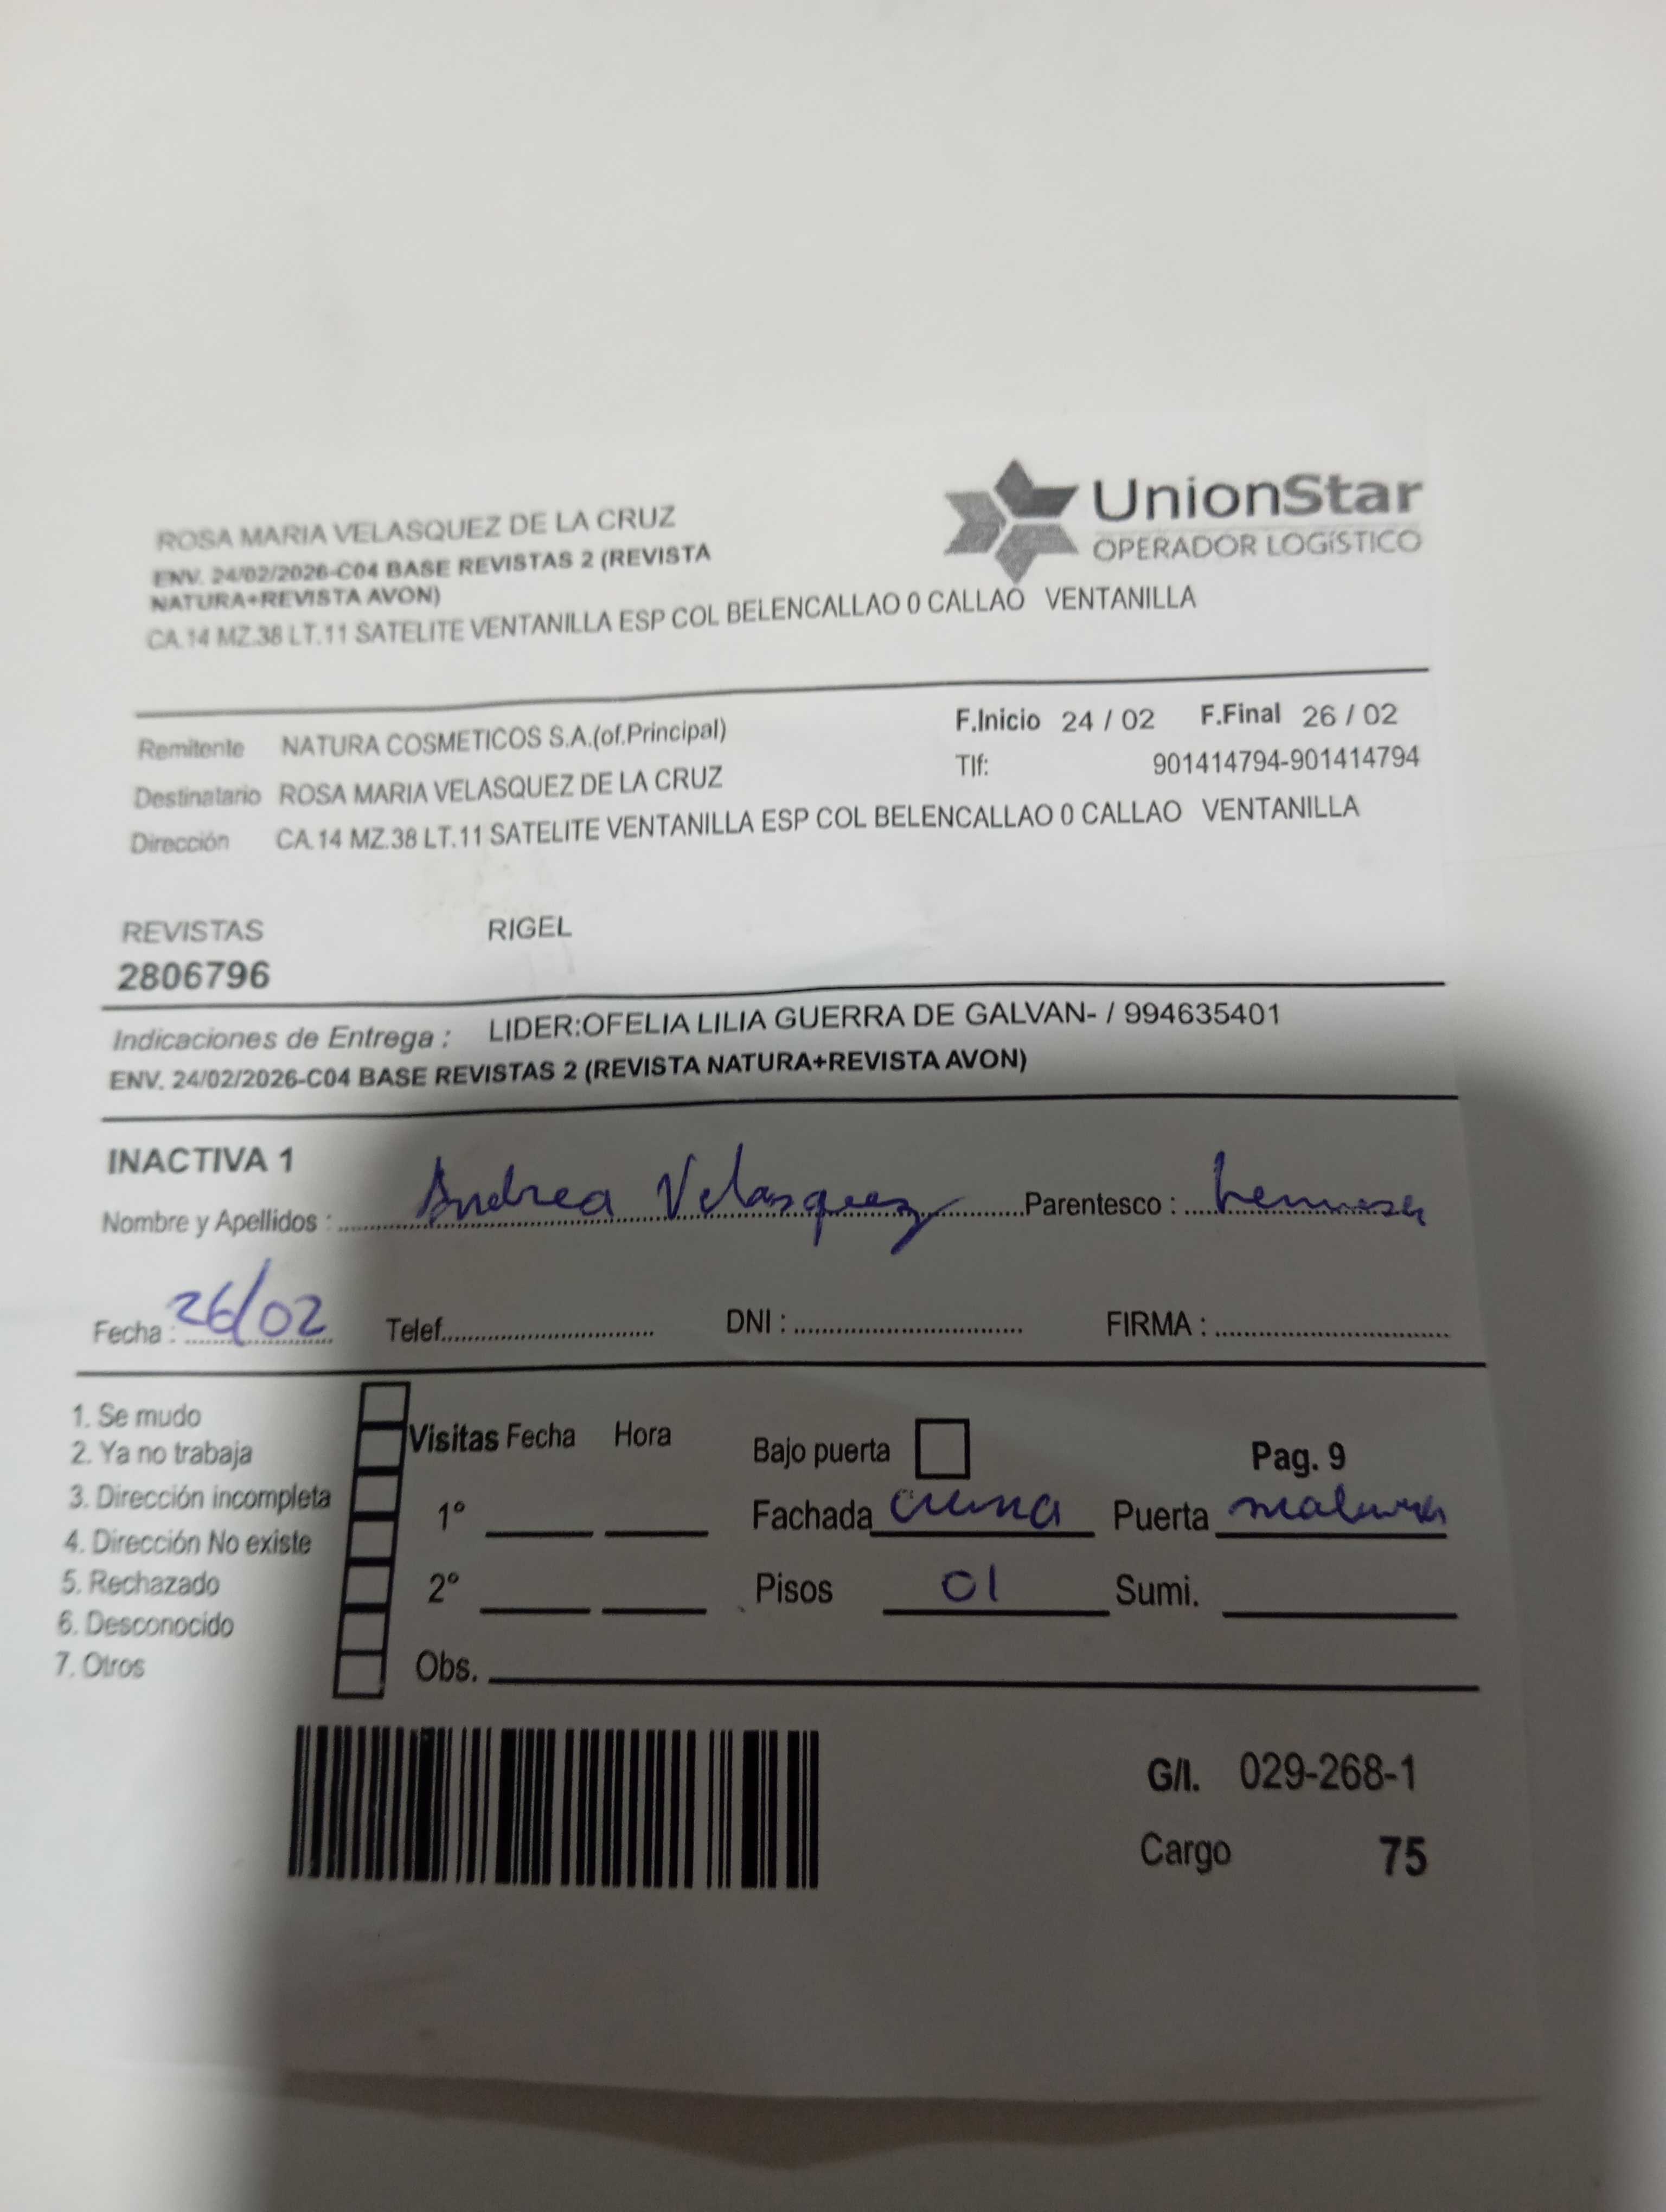 UnionStar
OPERADOR LOGÍSTICO
ROSA MARIA VELASQUEZ DE LA CRUZ
ENV. 24/02/2026-C04 BASE REVISTAS 2 (REVISTA
NATURA+REVISTA AVON)
CA.14 MZ.38 LT.11 SATELITE VENTANILLA ESP COL BELENCALLAO 0 CALLAO VENTANILLA
Remitente NATURA COSMETICOS S.A.(of.Principal) F.Inicio 24 / 02 F.Final 26 / 02
Destinatario ROSA MARIA VELASQUEZ DE LA CRUZ Tlf: 901414794-901414794
Dirección CA.14 MZ.38 LT.11 SATELITE VENTANILLA ESP COL BELENCALLAO 0 CALLAO VENTANILLA
REVISTAS RIGEL
2806796
Indicaciones de Entrega : LIDER:OFELIA LILIA GUERRA DE GALVAN- / 994635401
ENV. 24/02/2026-C04 BASE REVISTAS 2 (REVISTA NATURA+REVISTA AVON)
INACTIVA 1
Nombre y Apellidos : Andrea Velasquez Parentesco :
Fecha : 26/02 Telef. DNI : FIRMA :
1. Se mudo
2. Ya no trabaja
3. Dirección incompleta
4. Dirección No existe
5. Rechazado
6. Desconocido
7. Otros
Visitas Fecha Hora Bajo puerta Pag. 9
1° Fachada crema Puerta
2° Pisos 01 Sumi.
Obs.
G/I. 029-268-1
Cargo 75